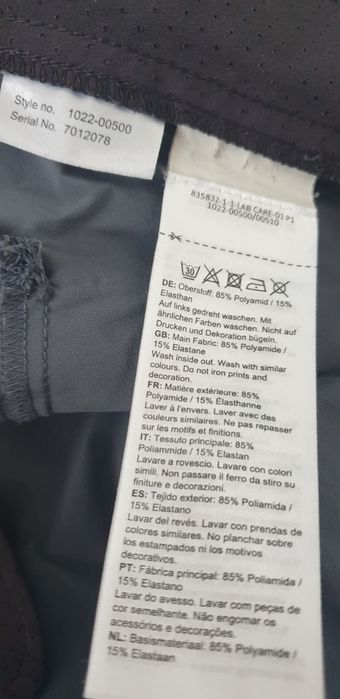 Style no. 1022-00500
Serial No. 7012078
835832-1-1-LAB CARE-01 P1
1022-00500/00510
30
DE: Oberstoff: 85% Polyamid / 15%
Elasthan
Auf links gedreht waschen. Mit
ähnlichen Farben waschen. Nicht auf
Drucken und Dekoration bügeln.
GB: Main Fabric: 85% Polyamide /
15% Elastane
Wash inside out. Wash with similar
colours. Do not iron prints and
decoration.
FR: Matière extérieure: 85%
Polyamide / 15% Élasthanne
Laver à l'envers. Laver avec des
couleurs similaires. Ne pas repasser
sur les motifs et finitions.
IT: Tessuto principale: 85%
Poliammide / 15% Elastan
Lavare a rovescio. Lavare con colori
simili. Non passare il ferro da stiro su
finiture e decorazioni.
ES: Tejido exterior: 85% Poliamida /
15% Elastano
Lavar del revés. Lavar con prendas de
colores similares. No planchar sobre
los estampados ni los motivos
decorativos.
PT: Fábrica principal: 85% Poliamida /
15% Elastano
Lavar do avesso. Lavar com peças de
cor semelhante. Não engomar os
acessórios e decorações.
NL: Basismateriaal: 85% Polyamide /
15% Elastaan